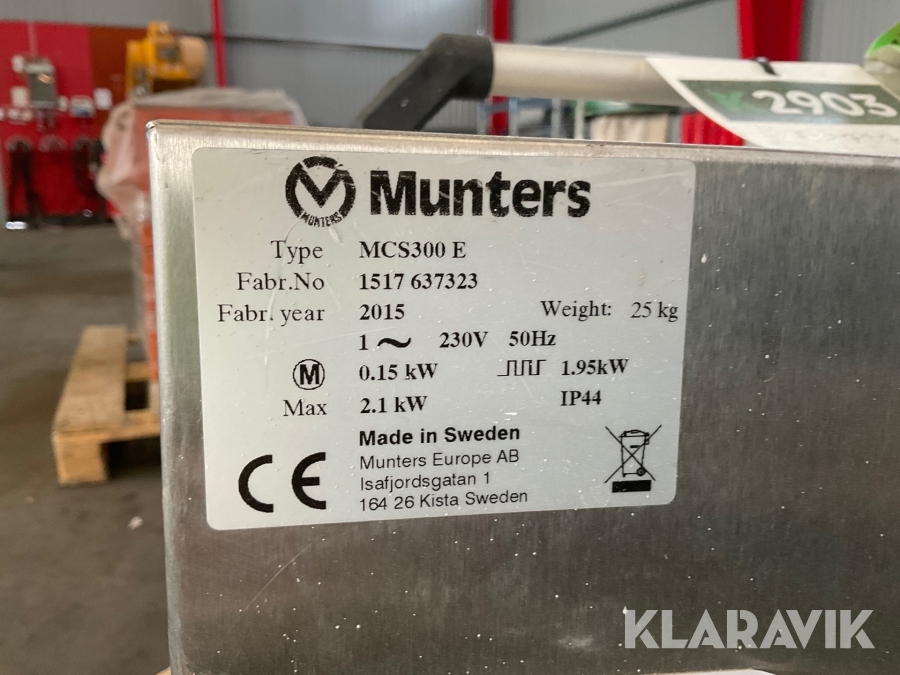 K 2903
MUNTERS
Munters
Type MCS300 E
Fabr.No 1517 637323
Fabr. year 2015 Weight: 25 kg
1 ~ 230V 50Hz
M 0.15 kW 1.95kW
Max 2.1 kW IP44
Made in Sweden
Munters Europe AB
Isafjordsgatan 1
164 26 Kista Sweden
CE
KLARAVIK